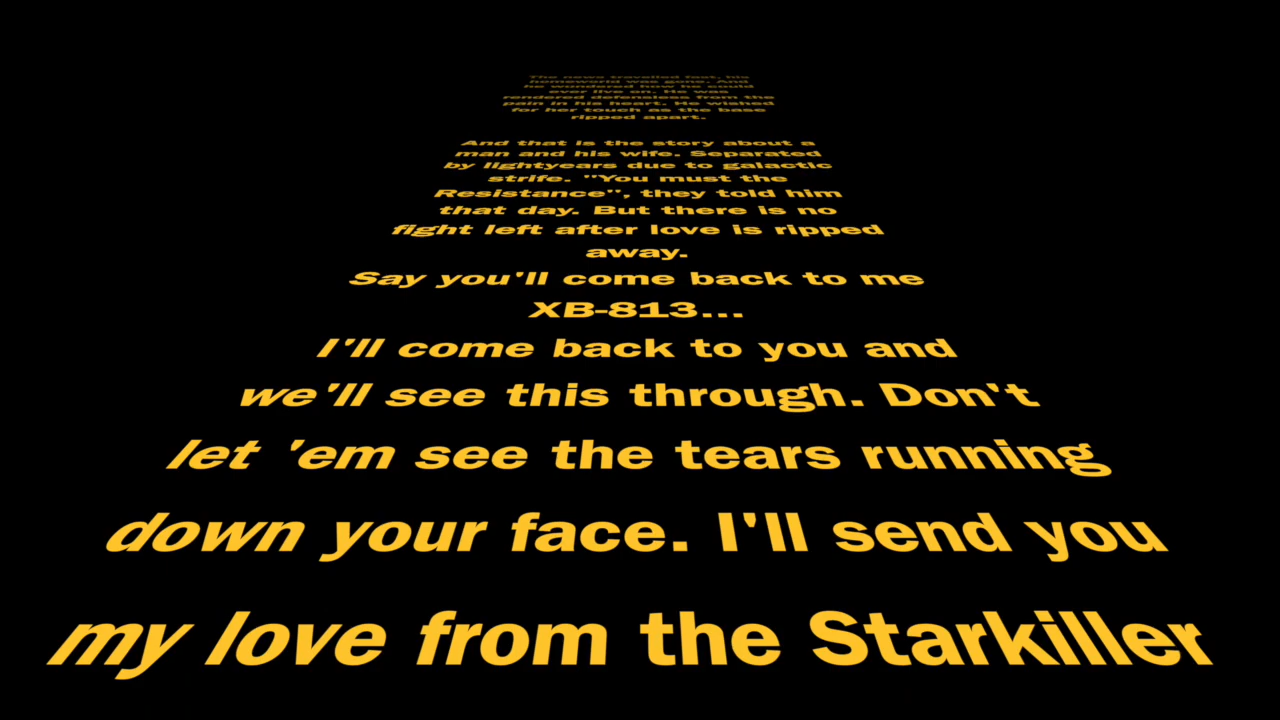 The news travelled fast, his
homeworld was gone. And
he wondered how he could
ever live on. He was
rendered defenseless from the
pain in his heart. He wished
for her touch as the base
ripped apart.
And that is the story about a
man and his wife. Separated
by lightyears due to galactic
strife. "You must the
Resistance", they told him
that day. But there is no
fight left after love is ripped
away.
Say you'll come back to me
XB-813...
I'll come back to you and
we'll see this through. Don't
let 'em see the tears running
down your face. I'll send you
my love from the Starkiller